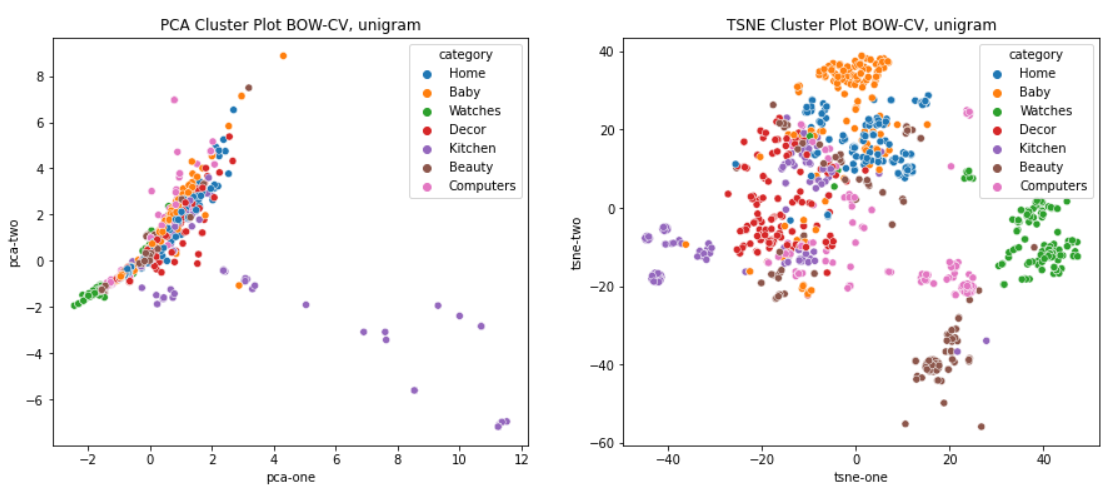 PCA Cluster Plot BOW-CV, unigram
category
Home
Baby
Watches
Decor
Kitchen
Beauty
Computers
8
6
4
2
0
−2
−4
−6
pca-two
−2 0 2 4 6 8 10 12
pca-one
TSNE Cluster Plot BOW-CV, unigram
category
Home
Baby
Watches
Decor
Kitchen
Beauty
Computers
40
20
0
−20
−40
−60
tsne-two
−40 −20 0 20 40
tsne-one